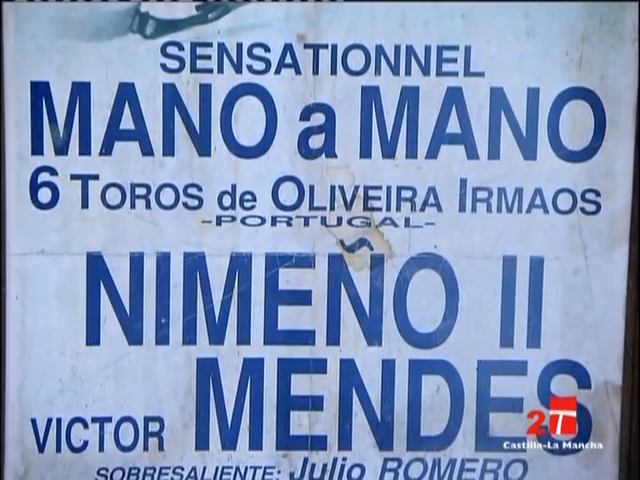 SENSATIONNEL
MANO a MANO
6 TOROS de OLIVEIRA IRMAOS
-PORTUGAL-
NIMEÑO II
VICTOR MENDES
SOBRESALIENTE: Julio ROMERO
2
Castilla-La Mancha